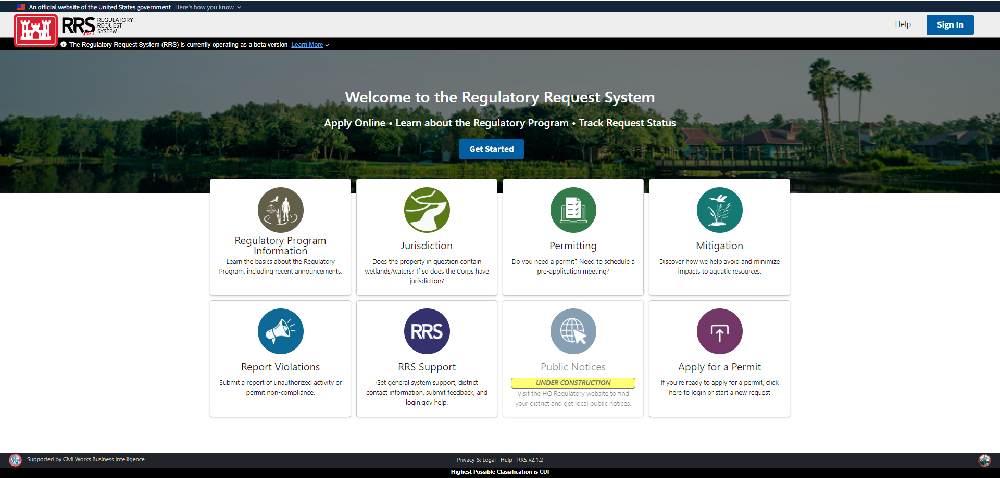 An official website of the United States government Here's how you know
RRS beta REGULATORY REQUEST SYSTEM
Help
Sign In
The Regulatory Request System (RRS) is currently operating as a beta version Learn More
Welcome to the Regulatory Request System
Apply Online • Learn about the Regulatory Program • Track Request Status
Get Started
Regulatory Program
Information
Learn the basics about the Regulatory
Program, including recent announcements.
Jurisdiction
Does the property in question contain
wetlands/waters? If so does the Corps have
jurisdiction?
Permitting
Do you need a permit? Need to schedule a
pre-application meeting?
Mitigation
Discover how we help avoid and minimize
impacts to aquatic resources.
Report Violations
Submit a report of unauthorized activity or
permit non-compliance.
RRS
RRS Support
Get general system support, district
contact information, submit feedback, and
login.gov help.
Public Notices
UNDER CONSTRUCTION
Visit the HQ Regulatory website to find
your district and get local public notices.
Apply for a Permit
If you're ready to apply for a permit, click
here to login or start a new request
Supported by Civil Works Business Intelligence
Privacy & Legal Help RRS v2.1.2
Highest Possible Classification is CUI